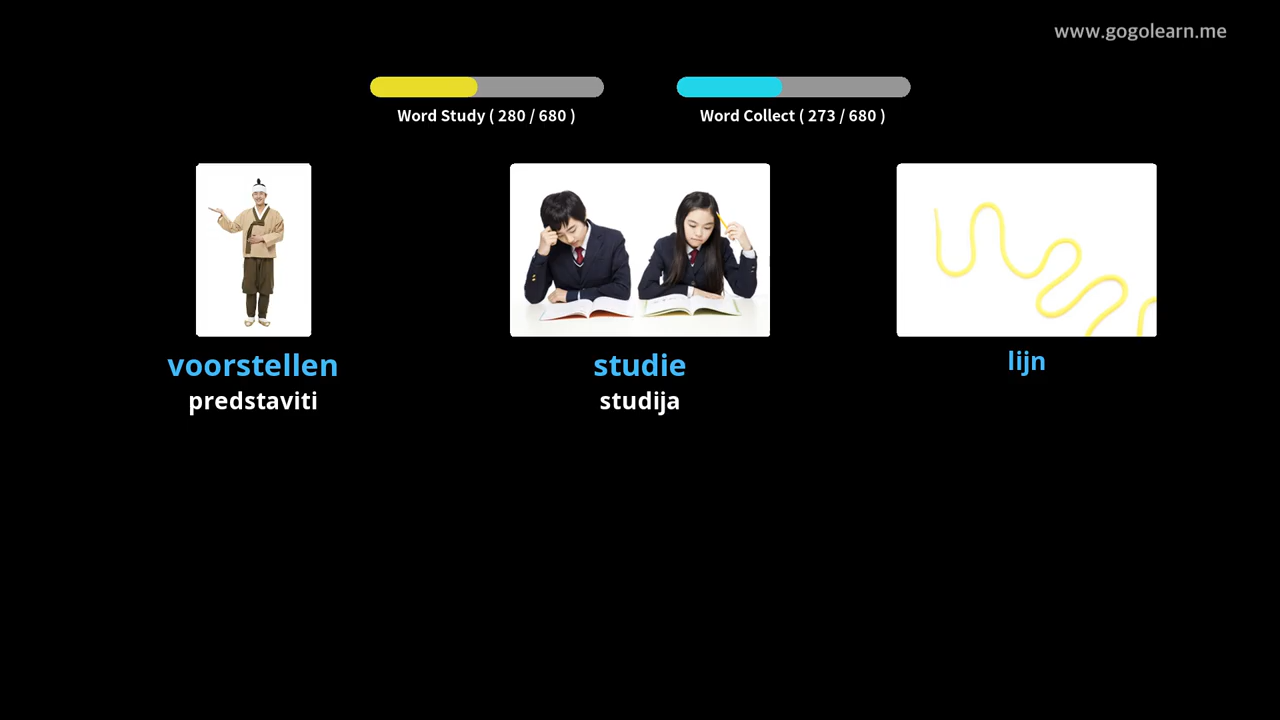 www.gogolearn.me
Word Study ( 280 / 680 )
Word Collect ( 273 / 680 )
voorstellen
predstaviti
studie
studija
lijn